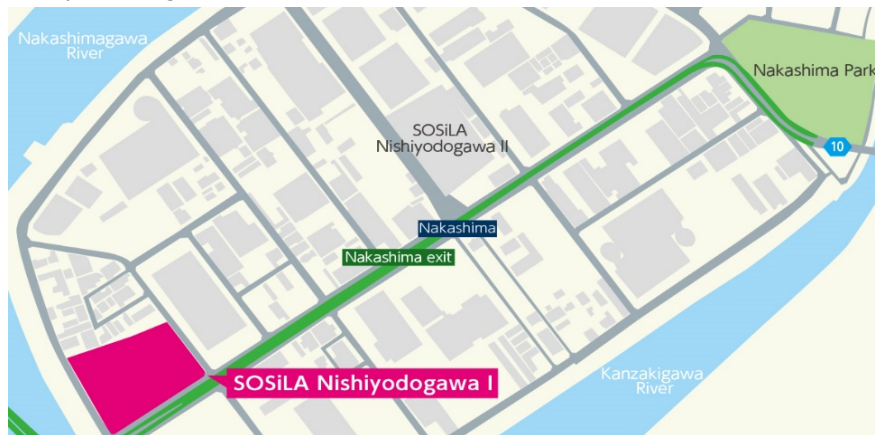 Nakashimagawa
River
Nakashima Park
SOSiLA
Nishiyodogawa II
10
Nakashima
Nakashima exit
SOSiLA Nishiyodogawa I
Kanzakigawa
River